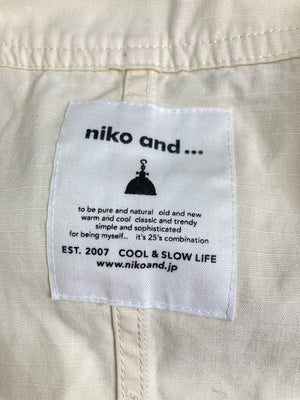 niko and ...
to be pure and natural old and new
warm and cool classic and trendy
simple and sophisticated
for being myself... it's 25's combination
EST. 2007 COOL & SLOW LIFE
www.nikoand.jp